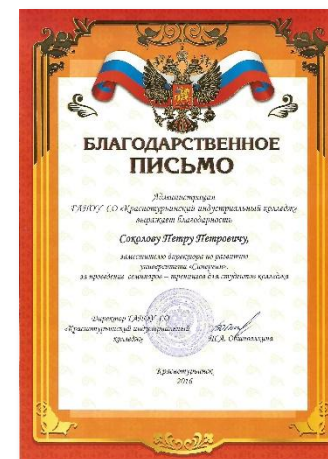 БЛАГОДАРСТВЕННОЕ
ПИСЬМО
Администрация
ГАПОУ СО «Краснотурьинский индустриальный колледж»
выражает благодарность
Соколову Петру Петровичу,
заместителю директора по развитию
университета «Синергия»,
за проведение семинаров – тренингов для студентов колледжа
Директор ГАПОУ СО
«Краснотурьинский индустриальный
колледж»
Краснотурьинск,
2016